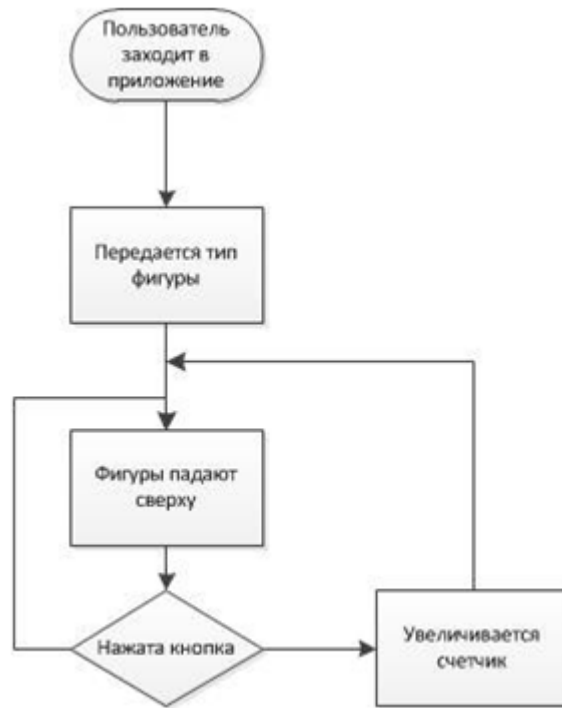 Пользователь
заходит в
приложение
Передается тип
фигуры
Фигуры падают
сверху
Нажата кнопка
Увеличивается
счетчик